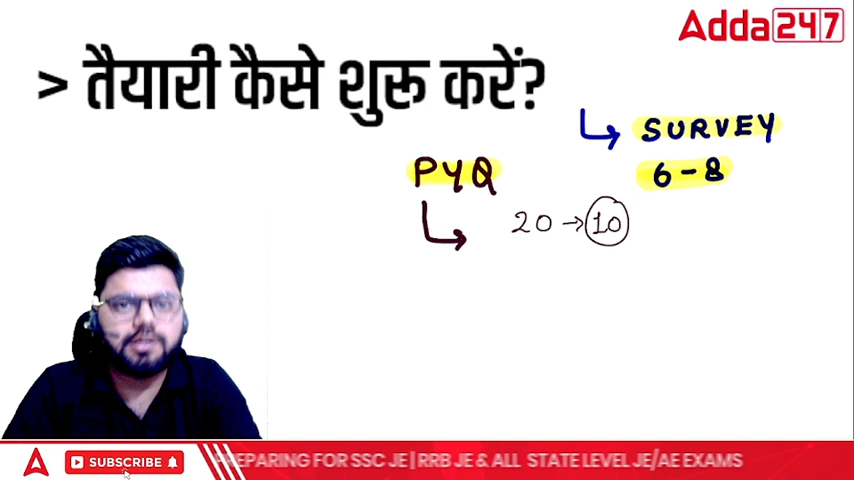 Adda247
> तैयारी कैसे शुरू करें?
SURVEY
6-8
PYQ
20 → 10
SUBSCRIBE
PREPARING FOR SSC JE | RRB JE & ALL STATE LEVEL JE/AE EXAMS